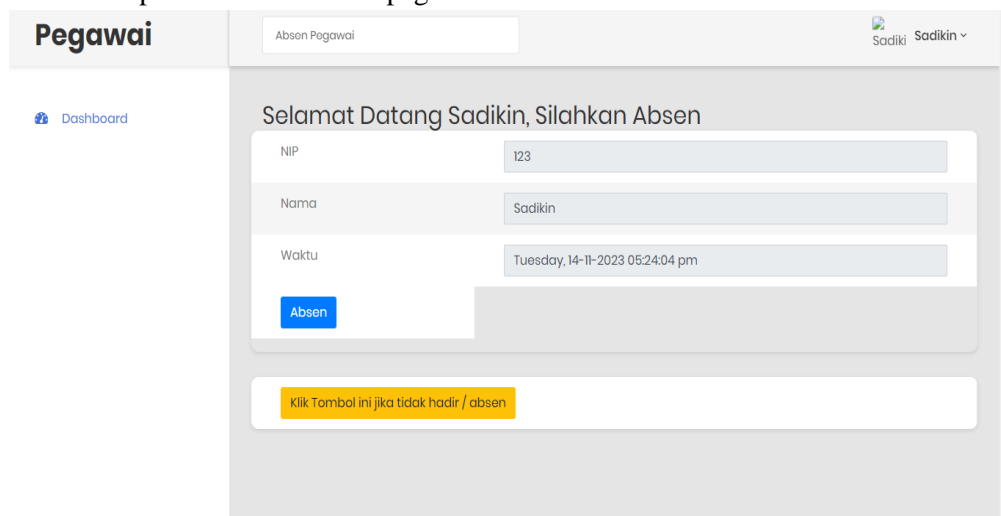 Pegawai
Absen Pegawai
Sadiki
Sadikin
Dashboard
Selamat Datang Sadikin, Silahkan Absen
NIP
123
Nama
Sadikin
Waktu
Tuesday, 14-11-2023 05:24:04 pm
Absen
Klik Tombol ini jika tidak hadir / absen